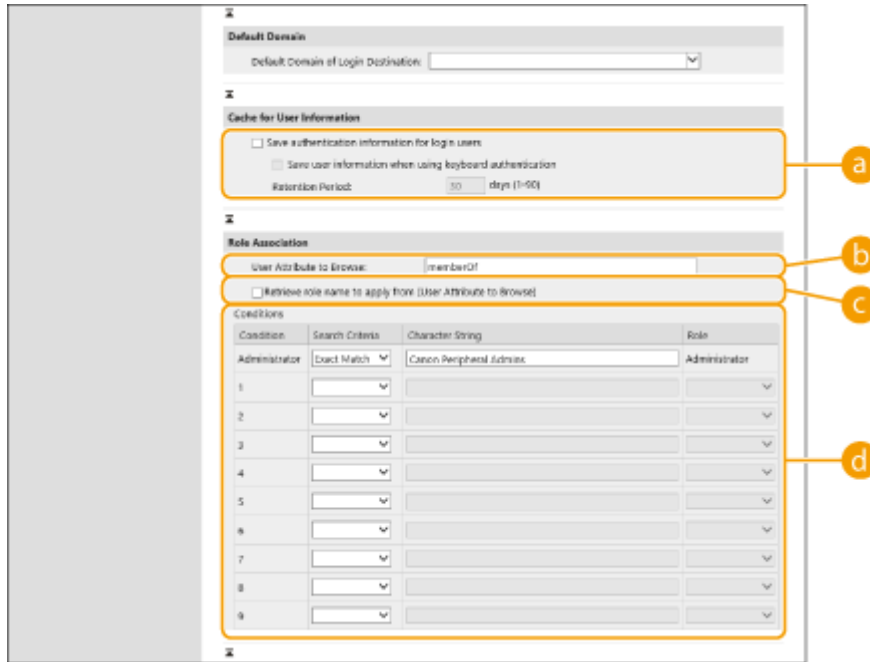 Default Domain
Default Domain of Login Destination:
Cache for User Information
Save authentication information for login users
Save user information when using keyboard authentication
Retention Period: 30 days (1-90)
Role Association
User Attribute to Browse: memberOf
Retrieve role name to apply from [User Attribute to Browse]
Conditions
Condition Search Criteria Character String Role
Administrator Exact Match Canon Peripheral Admins Administrator
1
2
3
4
5
6
7
8
9
a
b
c
d